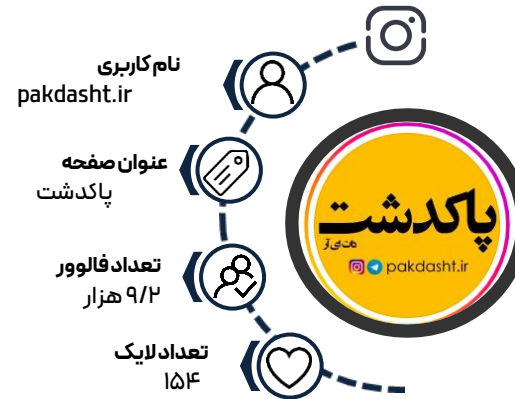 نام کاربری
pakdasht.ir
عنوان صفحه
پاکدشت
تعداد فالوور
۹/۲ هزار
تعداد لایک
۱۵۴
پاکدشت
دات‌آی‌آر
pakdasht.ir